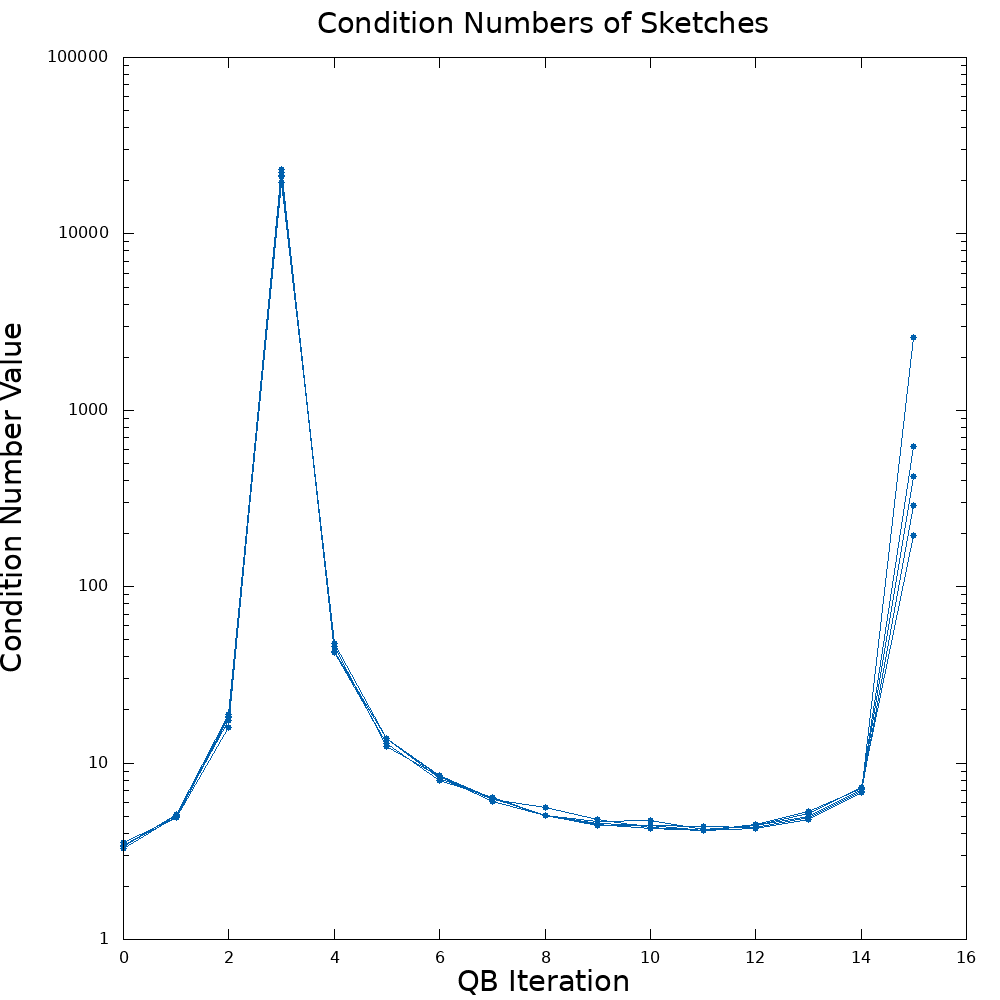 Condition Numbers of Sketches
100000
10000
1000
100
10
1
Condition Number Value
0 2 4 6 8 10 12 14 16
QB Iteration